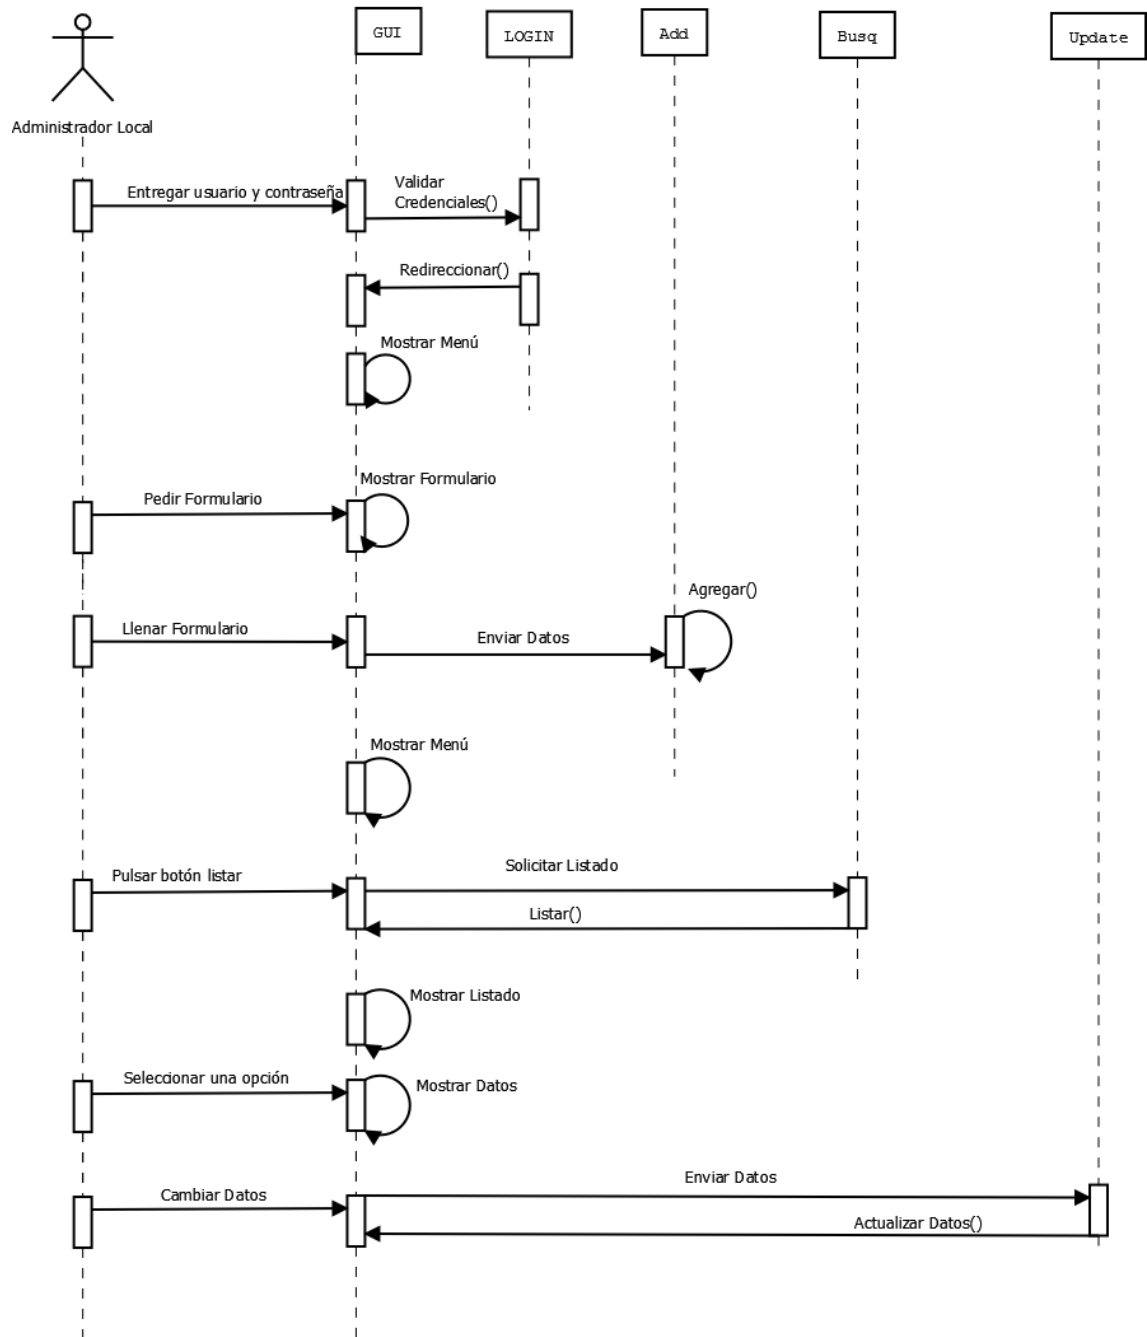 GUI
LOGIN
Add
Busq
Update
Administrador Local
Entregar usuario y contraseña
Validar
Credenciales()
Redireccionar()
Mostrar Menú
Mostrar Formulario
Pedir Formulario
Agregar()
Llenar Formulario
Enviar Datos
Mostrar Menú
Solicitar Listado
Pulsar botón listar
Listar()
Mostrar Listado
Seleccionar una opción
Mostrar Datos
Enviar Datos
Cambiar Datos
Actualizar Datos()